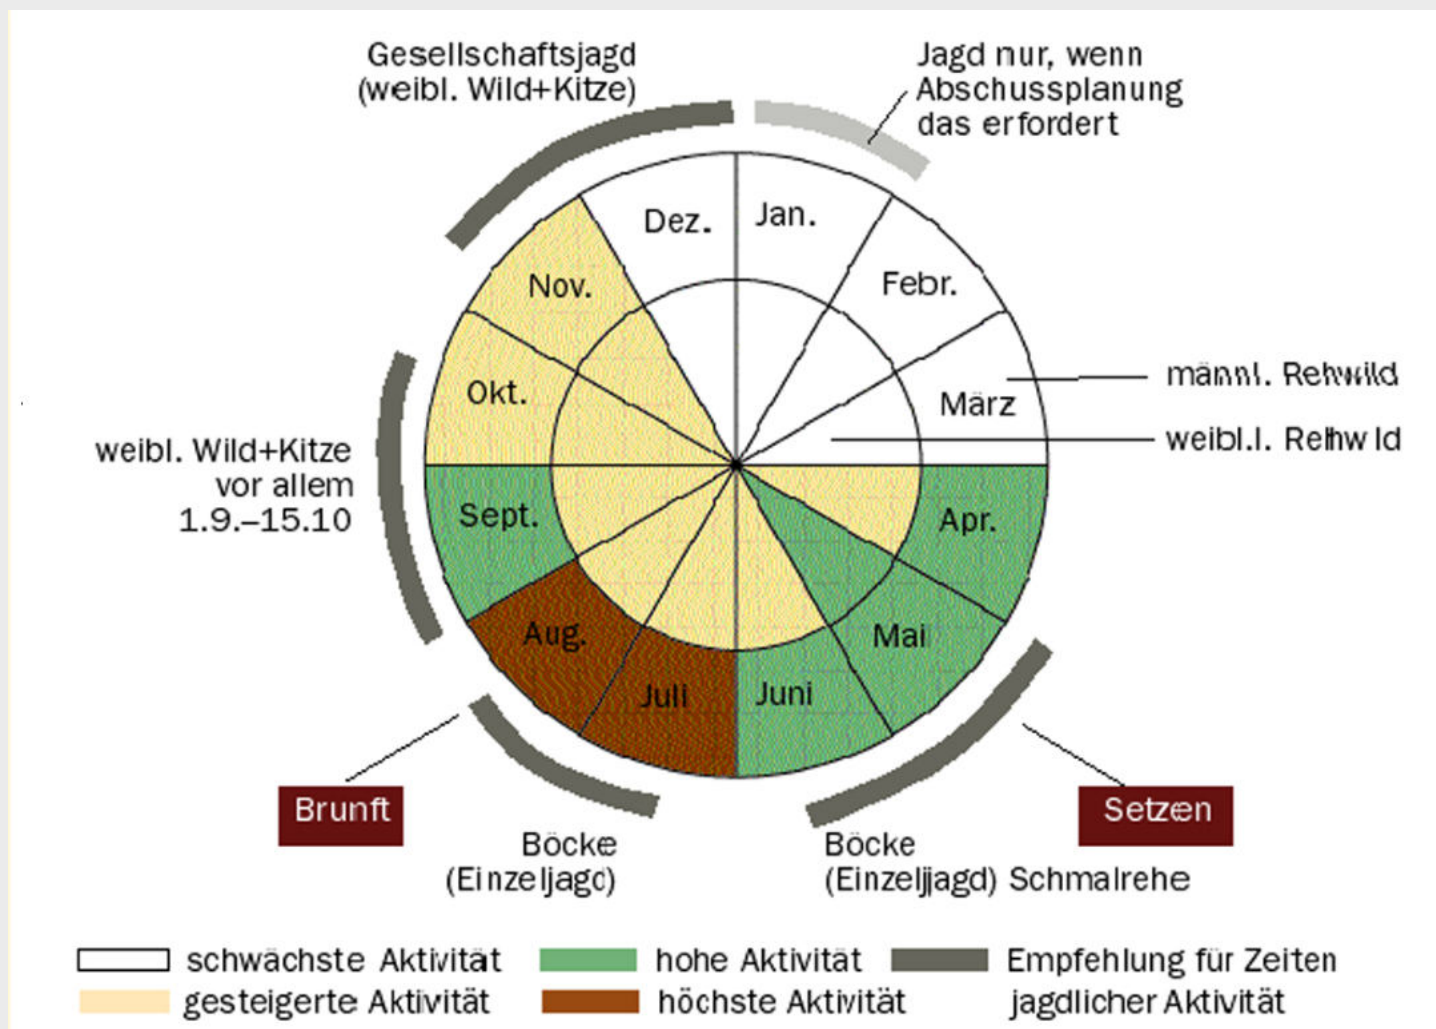 Gesellschaftsjagd
(weibl. Wild+Kitze)
Jagd nur, wenn
Abschussplanung
das erfordert
Dez.
Jan.
Nov.
Febr.
Okt.
März
männl. Rehwild
weibl.l. Rehwld
weibl. Wild+Kitze
vor allem
1.9.–15.10
Sept.
Apr.
Aug.
Mai
Juli
Juni
Brunft
Setzen
Böcke
(Einzeljagd)
Böcke
(Einzeljjagd) Schmalrehe
schwächste Aktivität
hohe Aktivität
Empfehlung für Zeiten
gesteigerte Aktivität
höchste Aktivität
jagdlicher Aktivität